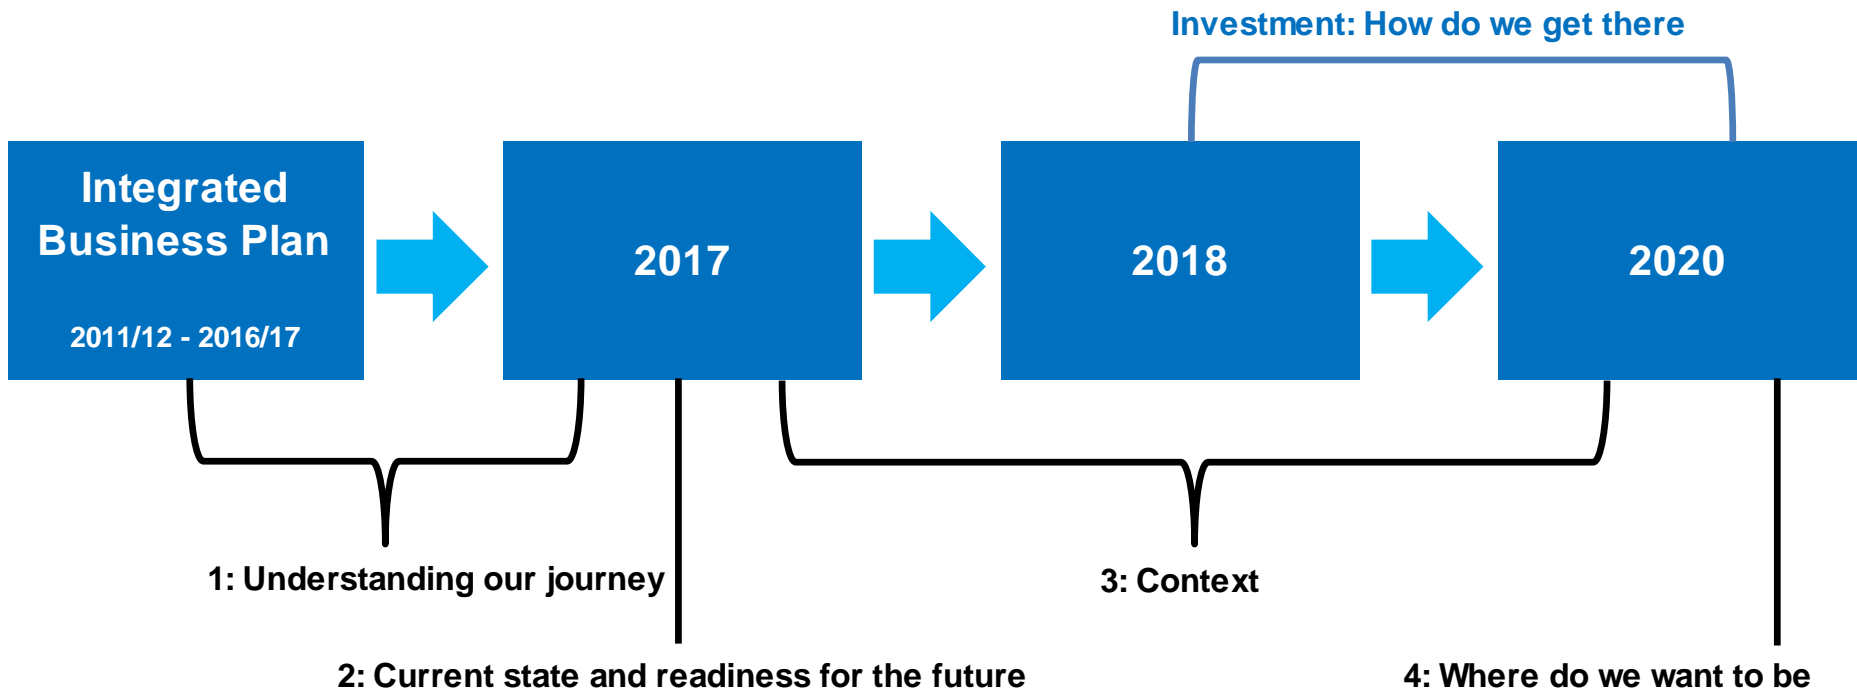 Investment: How do we get there
Integrated
Business Plan
2011/12 - 2016/17
2017
2018
2020
1: Understanding our journey
3: Context
2: Current state and readiness for the future
4: Where do we want to be